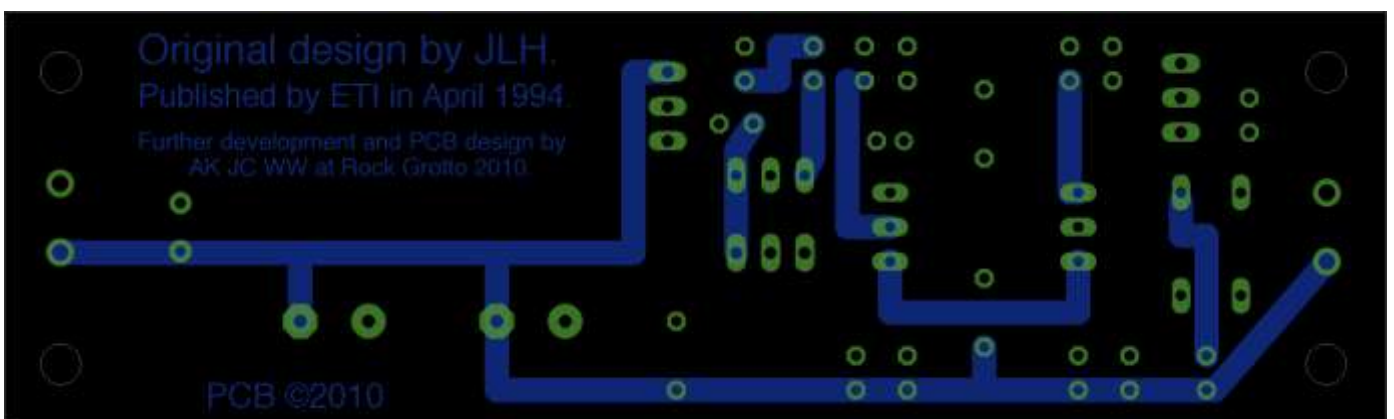 Original design by JLH.
Published by ETI in April 1994.
Further development and PCB design by
AK JC WW at Rock Grotto 2010.
PCB ©2010